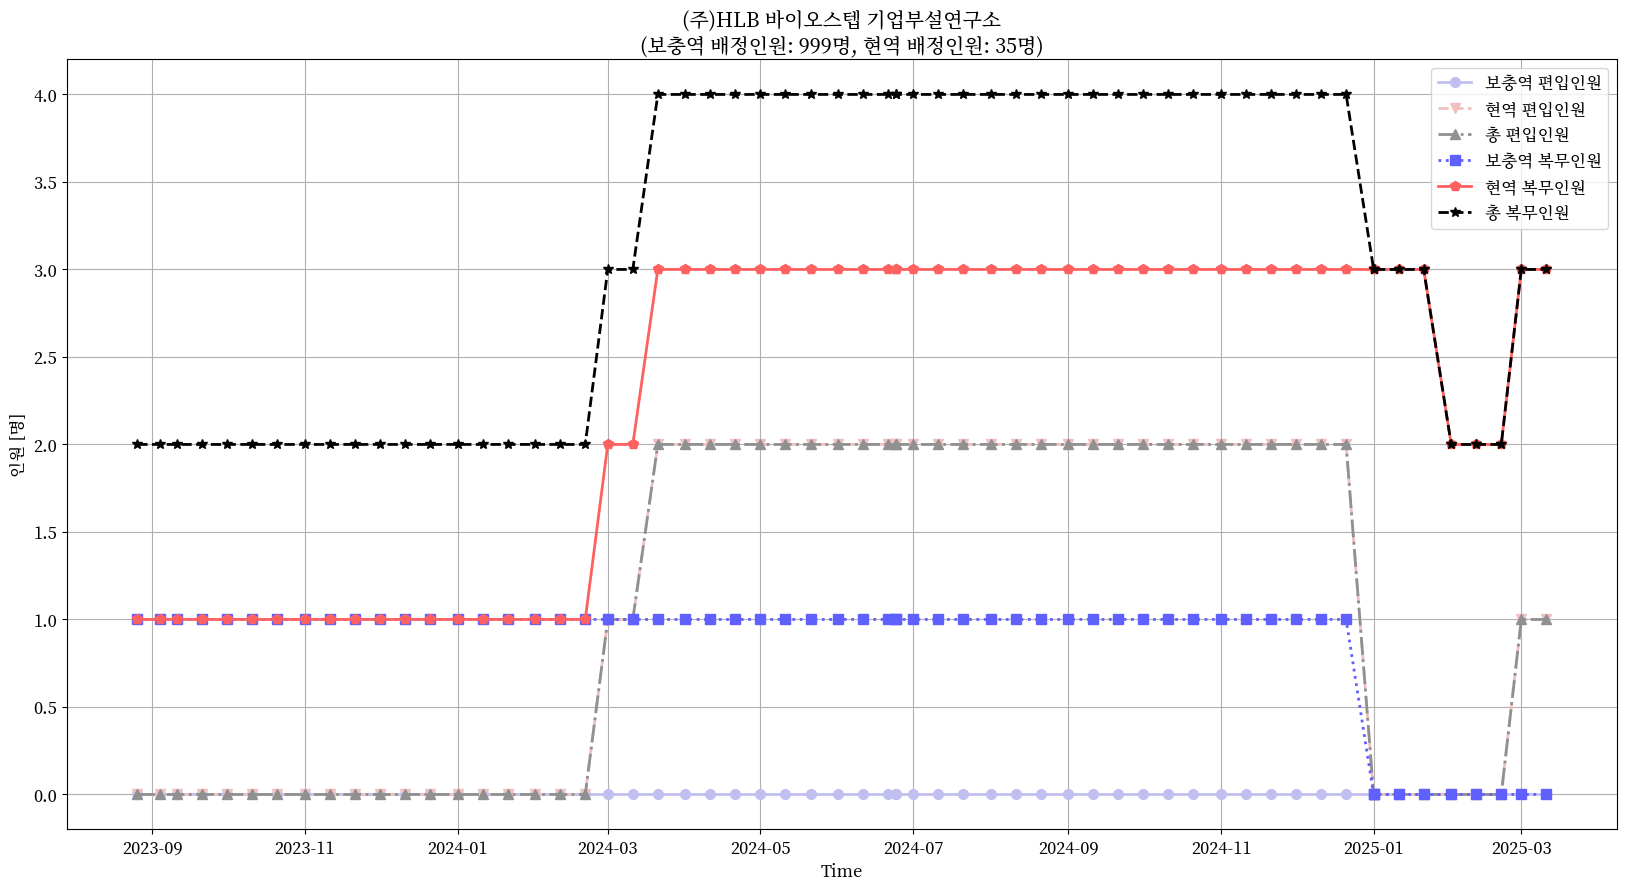 (주)HLB 바이오스텝 기업부설연구소
(보충역 배정인원: 999명, 현역 배정인원: 35명)
보충역 편입인원
현역 편입인원
총 편입인원
보충역 복무인원
현역 복무인원
총 복무인원
인원 [명]
4.0
3.5
3.0
2.5
2.0
1.5
1.0
0.5
0.0
2023-09
2023-11
2024-01
2024-03
2024-05
2024-07
2024-09
2024-11
2025-01
2025-03
Time